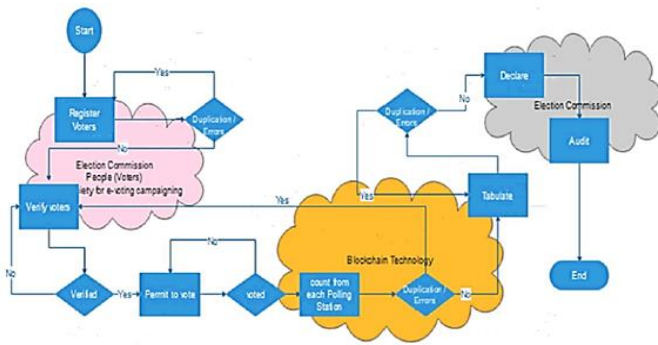 Start
Yes
Register
Voters
Duplication /
Errors
No
Election Commission
People (Voters)
iety for e-voting campaigning
Verify voters
No
Verified
Yes
Permit to vote
No
voted
Yes
Blockchain Technology
count from
each Polling
Station
Duplication /
Errors
No
Tabulate
Yes
Duplication /
Errors
No
Declare
Election Commission
Audit
End